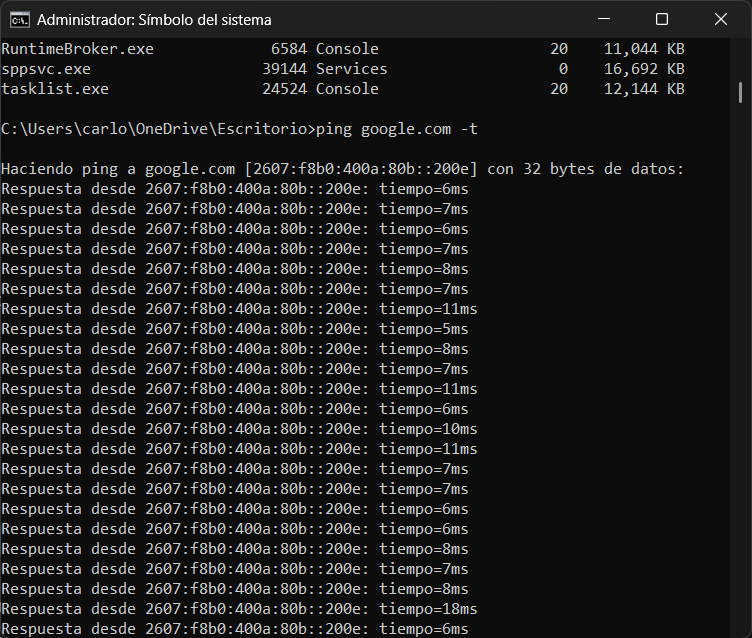 Administrador: Símbolo del sistema
RuntimeBroker.exe 6584 Console 20 11,044 KB
sppsvc.exe 39144 Services 0 16,692 KB
tasklist.exe 24524 Console 20 12,144 KB
C:\Users\carlo\OneDrive\Escritorio>ping google.com -t
Haciendo ping a google.com [2607:f8b0:400a:80b::200e] con 32 bytes de datos:
Respuesta desde 2607:f8b0:400a:80b::200e: tiempo=6ms
Respuesta desde 2607:f8b0:400a:80b::200e: tiempo=7ms
Respuesta desde 2607:f8b0:400a:80b::200e: tiempo=6ms
Respuesta desde 2607:f8b0:400a:80b::200e: tiempo=7ms
Respuesta desde 2607:f8b0:400a:80b::200e: tiempo=8ms
Respuesta desde 2607:f8b0:400a:80b::200e: tiempo=7ms
Respuesta desde 2607:f8b0:400a:80b::200e: tiempo=11ms
Respuesta desde 2607:f8b0:400a:80b::200e: tiempo=5ms
Respuesta desde 2607:f8b0:400a:80b::200e: tiempo=8ms
Respuesta desde 2607:f8b0:400a:80b::200e: tiempo=7ms
Respuesta desde 2607:f8b0:400a:80b::200e: tiempo=11ms
Respuesta desde 2607:f8b0:400a:80b::200e: tiempo=6ms
Respuesta desde 2607:f8b0:400a:80b::200e: tiempo=10ms
Respuesta desde 2607:f8b0:400a:80b::200e: tiempo=11ms
Respuesta desde 2607:f8b0:400a:80b::200e: tiempo=7ms
Respuesta desde 2607:f8b0:400a:80b::200e: tiempo=7ms
Respuesta desde 2607:f8b0:400a:80b::200e: tiempo=6ms
Respuesta desde 2607:f8b0:400a:80b::200e: tiempo=6ms
Respuesta desde 2607:f8b0:400a:80b::200e: tiempo=8ms
Respuesta desde 2607:f8b0:400a:80b::200e: tiempo=7ms
Respuesta desde 2607:f8b0:400a:80b::200e: tiempo=8ms
Respuesta desde 2607:f8b0:400a:80b::200e: tiempo=18ms
Respuesta desde 2607:f8b0:400a:80b::200e: tiempo=6ms